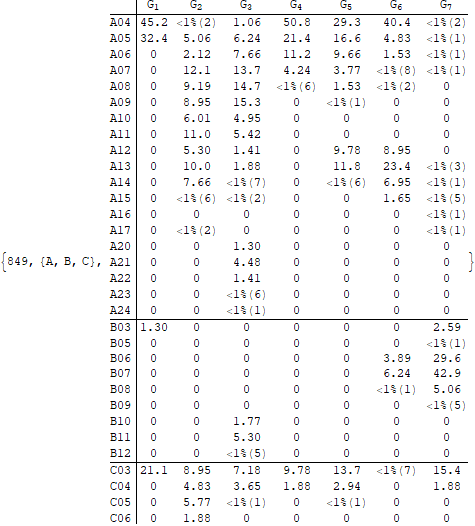 G1 G2 G3 G4 G5 G6 G7
A04 45.2 <1%(2) 1.06 50.8 29.3 40.4 <1%(2)
A05 32.4 5.06 6.24 21.4 16.6 4.83 <1%(1)
A06 0 2.12 7.66 11.2 9.66 1.53 <1%(1)
A07 0 12.1 13.7 4.24 3.77 <1%(8) <1%(1)
A08 0 9.19 14.7 <1%(6) 1.53 <1%(2) 0
A09 0 8.95 15.3 0 <1%(1) 0 0
A10 0 6.01 4.95 0 0 0 0
A11 0 11.0 5.42 0 0 0 0
A12 0 5.30 1.41 0 9.78 8.95 0
A13 0 10.0 1.88 0 11.8 23.4 <1%(3)
A14 0 7.66 <1%(7) 0 <1%(6) 6.95 <1%(1)
A15 0 <1%(6) <1%(2) 0 0 1.65 <1%(5)
A16 0 0 0 0 0 0 <1%(1)
A17 0 <1%(2) 0 0 0 0 <1%(1)
A20 0 0 1.30 0 0 0 0
{849, {A, B, C}, A21 0 0 4.48 0 0 0 0 }
A22 0 0 1.41 0 0 0 0
A23 0 0 <1%(6) 0 0 0 0
A24 0 0 <1%(1) 0 0 0 0
B03 1.30 0 0 0 0 0 2.59
B05 0 0 0 0 0 0 <1%(1)
B06 0 0 0 0 0 3.89 29.6
B07 0 0 0 0 0 6.24 42.9
B08 0 0 0 0 0 <1%(1) 5.06
B09 0 0 0 0 0 0 <1%(5)
B10 0 0 1.77 0 0 0 0
B11 0 0 5.30 0 0 0 0
B12 0 0 <1%(5) 0 0 0 0
C03 21.1 8.95 7.18 9.78 13.7 <1%(7) 15.4
C04 0 4.83 3.65 1.88 2.94 0 1.88
C05 0 5.77 <1%(1) 0 <1%(1) 0 0
C06 0 1.88 0 0 0 0 0